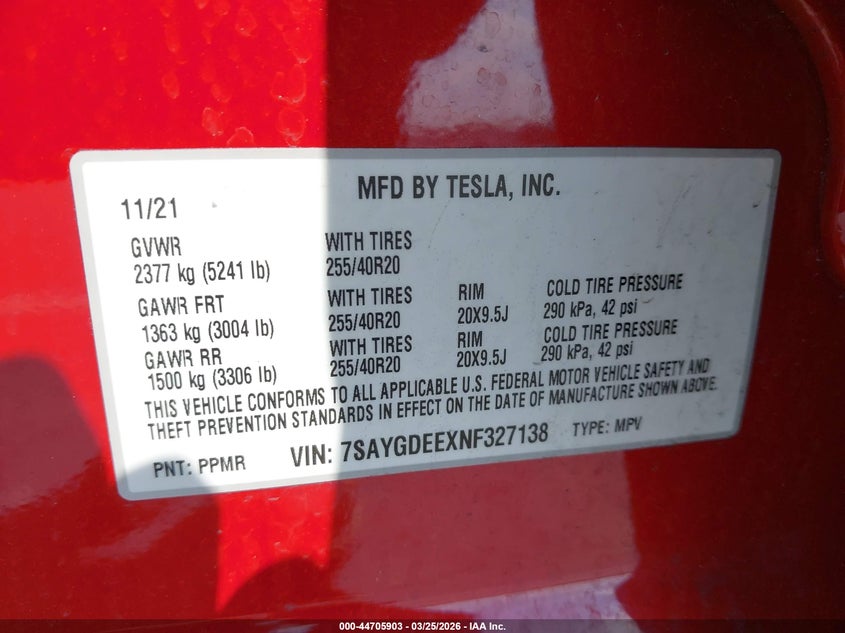 MFD BY TESLA, INC.
11/21
GVWR WITH TIRES
2377 kg (5241 lb) 255/40R20
GAWR FRT WITH TIRES RIM COLD TIRE PRESSURE
1363 kg (3004 lb) 255/40R20 20X9.5J 290 kPa, 42 psi
GAWR RR WITH TIRES RIM COLD TIRE PRESSURE
1500 kg (3306 lb) 255/40R20 20X9.5J 290 kPa, 42 psi
THIS VEHICLE CONFORMS TO ALL APPLICABLE U.S. FEDERAL MOTOR VEHICLE SAFETY AND
THEFT PREVENTION STANDARDS IN EFFECT ON THE DATE OF MANUFACTURE SHOWN ABOVE.
PNT: PPMR VIN: 7SAYGDEEXNF327138 TYPE: MPV
000-44705903 - 03/25/2026 - IAA Inc.